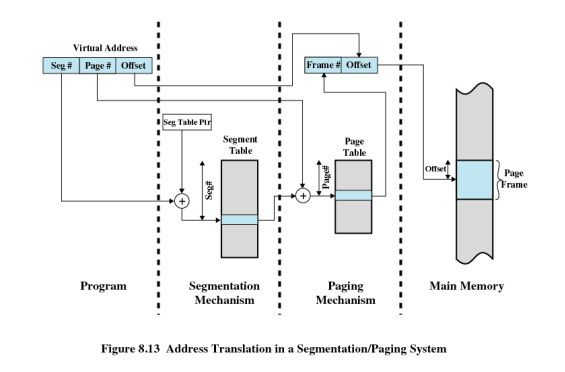 Virtual Address
Seg # Page # Offset
Frame # Offset
Seg Table Ptr
Segment
Table
Page
Table
Seg#
Page#
Offset
Page
Frame
+
+
Program
Segmentation
Mechanism
Paging
Mechanism
Main Memory
Figure 8.13 Address Translation in a Segmentation/Paging System